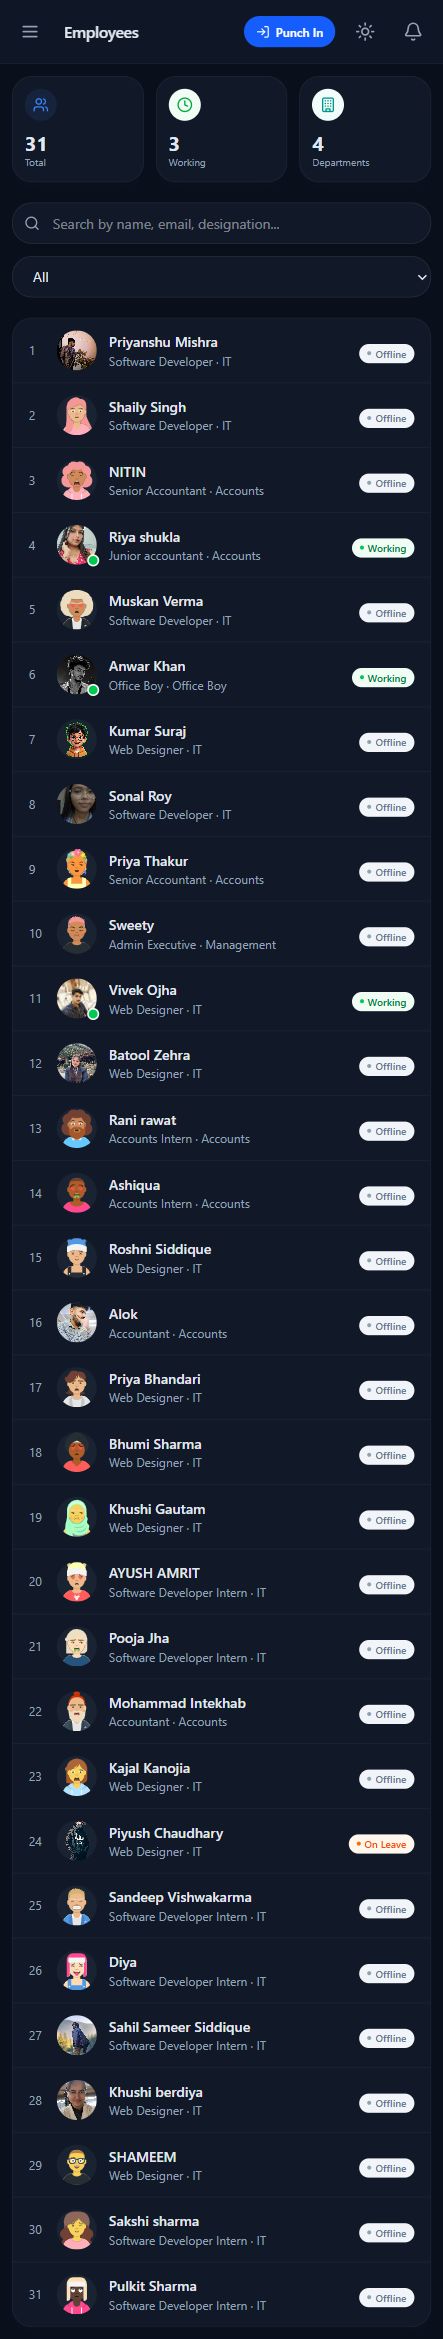 Employees
Punch In
31
Total
3
Working
4
Departments
Search by name, email, designation...
All
1
Priyanshu Mishra
Software Developer · IT
Offline
2
Shaily Singh
Software Developer · IT
Offline
3
NITIN
Senior Accountant · Accounts
Offline
4
Riya shukla
Junior accountant · Accounts
Working
5
Muskan Verma
Software Developer · IT
Offline
6
Anwar Khan
Office Boy · Office Boy
Working
7
Kumar Suraj
Web Designer · IT
Offline
8
Sonal Roy
Software Developer · IT
Offline
9
Priya Thakur
Senior Accountant · Accounts
Offline
10
Sweety
Admin Executive · Management
Offline
11
Vivek Ojha
Web Designer · IT
Working
12
Batool Zehra
Web Designer · IT
Offline
13
Rani rawat
Accounts Intern · Accounts
Offline
14
Ashiqua
Accounts Intern · Accounts
Offline
15
Roshni Siddique
Web Designer · IT
Offline
16
Alok
Accountant · Accounts
Offline
17
Priya Bhandari
Web Designer · IT
Offline
18
Bhumi Sharma
Web Designer · IT
Offline
19
Khushi Gautam
Web Designer · IT
Offline
20
AYUSH AMRIT
Software Developer Intern · IT
Offline
21
Pooja Jha
Software Developer Intern · IT
Offline
22
Mohammad Intekhab
Accountant · Accounts
Offline
23
Kajal Kanojia
Web Designer · IT
Offline
24
Piyush Chaudhary
Web Designer · IT
On Leave
25
Sandeep Vishwakarma
Software Developer Intern · IT
Offline
26
Diya
Software Developer Intern · IT
Offline
27
Sahil Sameer Siddique
Software Developer Intern · IT
Offline
28
Khushi berdiya
Web Designer · IT
Offline
29
SHAMEEM
Web Designer · IT
Offline
30
Sakshi sharma
Software Developer Intern · IT
Offline
31
Pulkit Sharma
Software Developer Intern · IT
Offline